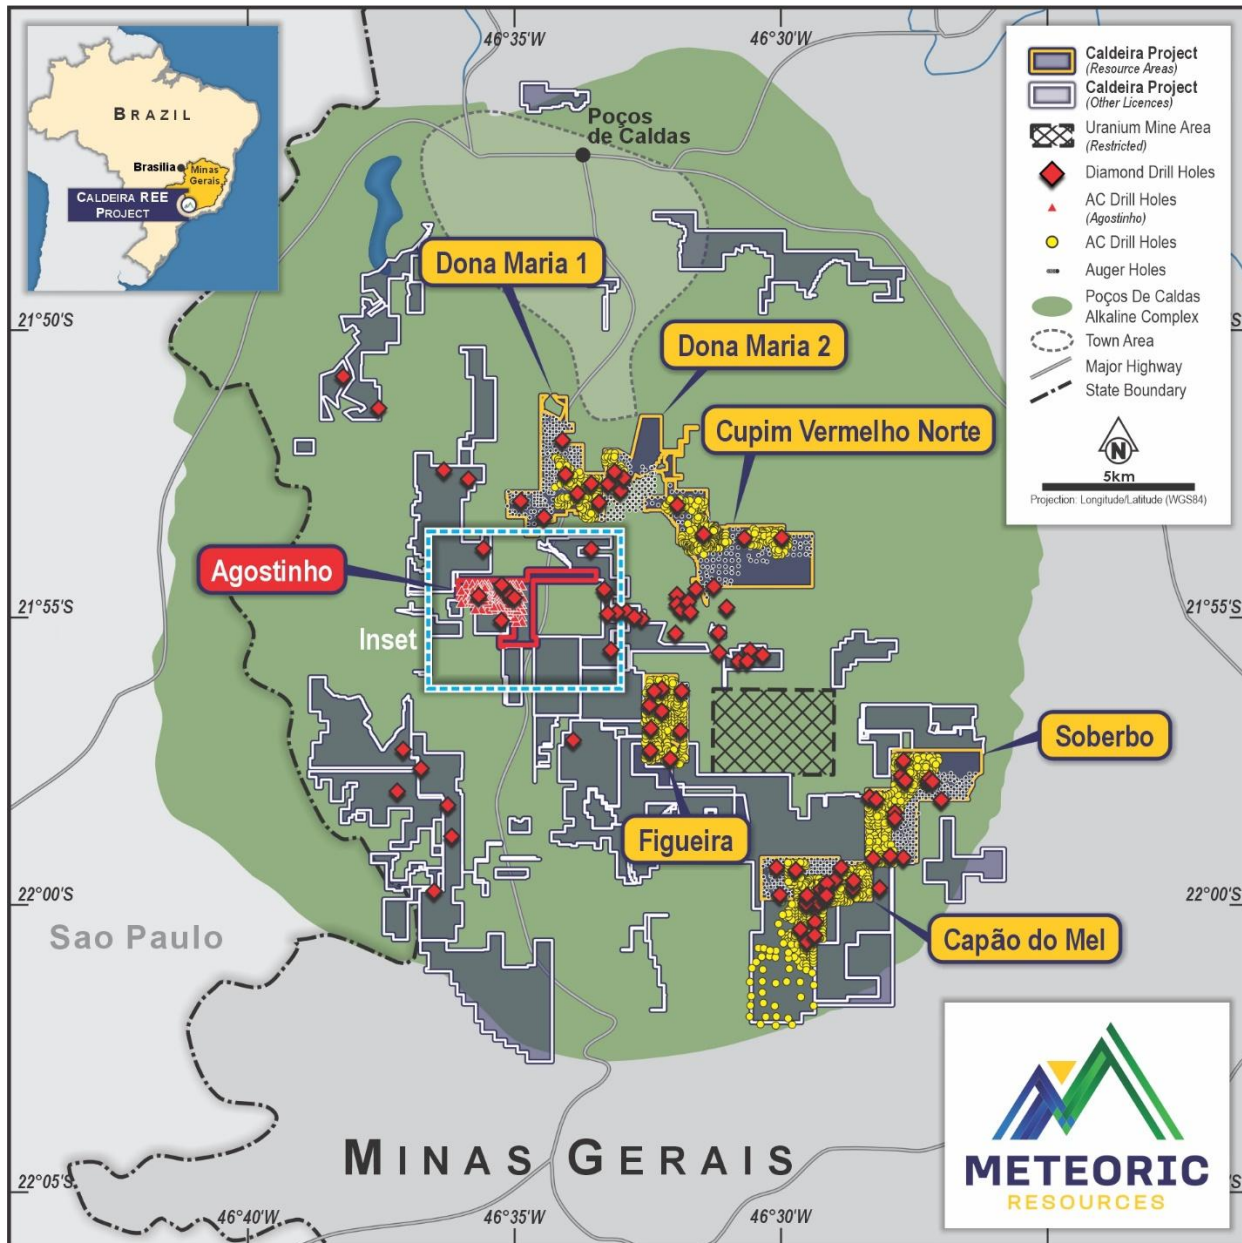 46°35'W
46°30'W
BRAZIL
Brasilia
Minas
Gerais
CALDEIRA REE
PROJECT
Poços
de Caldas
Caldeira Project
(Resource Areas)
Caldeira Project
(Other Licences)
Uranium Mine Area
(Restricted)
Diamond Drill Holes
AC Drill Holes
(Agostinho)
AC Drill Holes
Auger Holes
Poços De Caldas
Alkaline Complex
Town Area
Major Highway
State Boundary
N
5km
Projection: Longitude/Latitude (WGS84)
Dona Maria 1
21°50'S
Dona Maria 2
Cupim Vermelho Norte
Agostinho
21°55'S
21°55'S
Inset
Soberbo
Figueira
22°00'S
22°00'S
Sao Paulo
Capão do Mel
MINAS GERAIS
METEORIC
RESOURCES
22°05'S
46°40'W
46°35'W
46°30'W